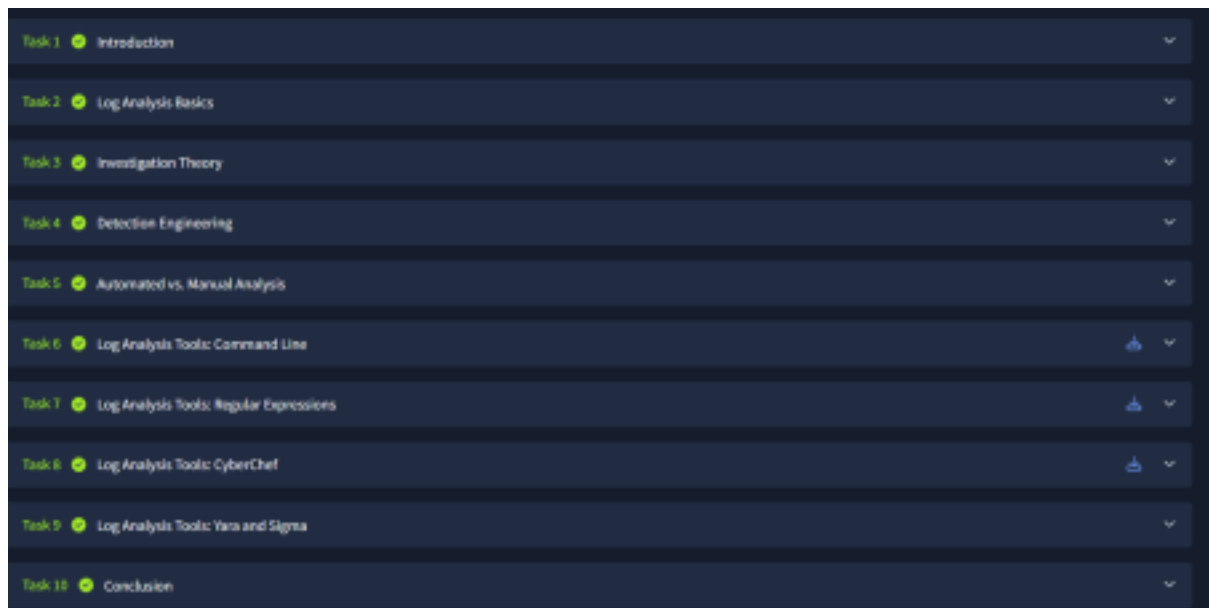 Task 1 Introduction
Task 2 Log Analysis Basics
Task 3 Investigation Theory
Task 4 Detection Engineering
Task 5 Automated vs. Manual Analysis
Task 6 Log Analysis Tools: Command Line
Task 7 Log Analysis Tools: Regular Expressions
Task 8 Log Analysis Tools: CyberChef
Task 9 Log Analysis Tools: Yara and Sigma
Task 10 Conclusion